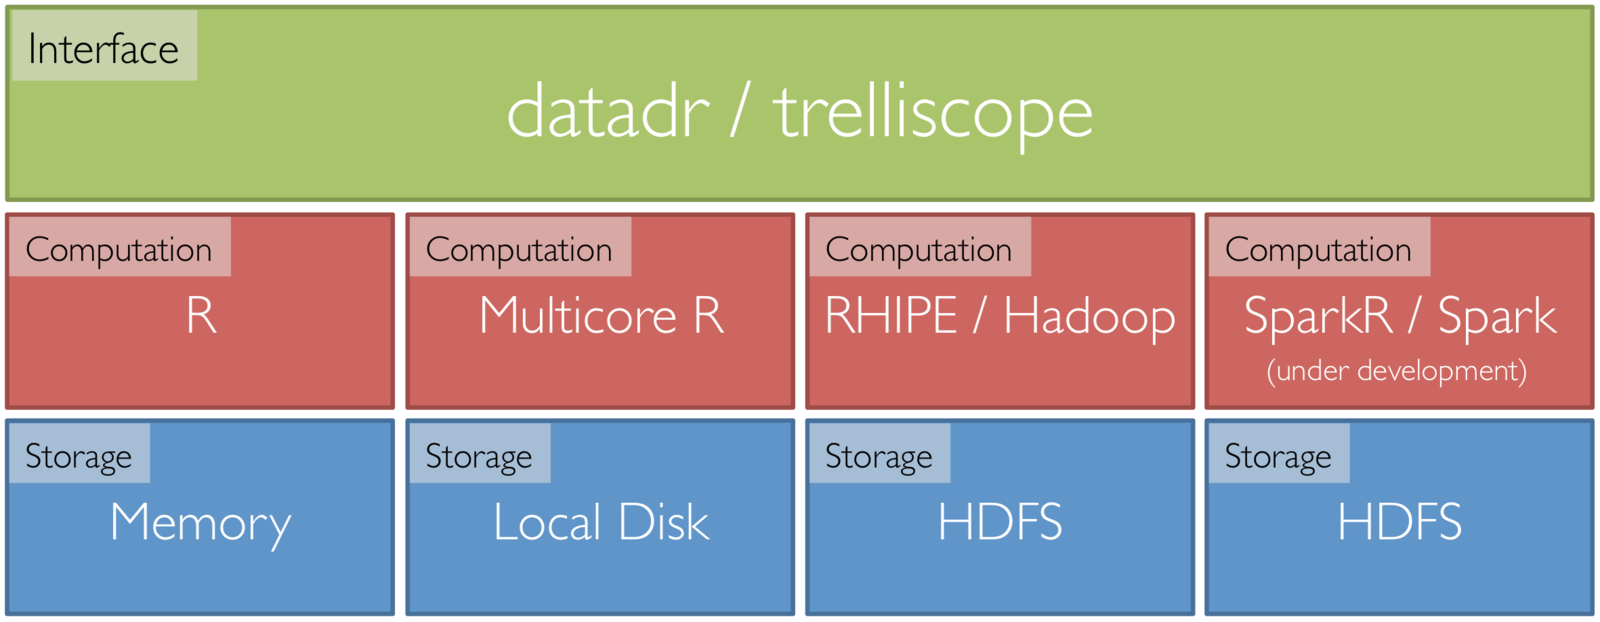 Interface
datadr / trelliscope
Computation
R
Computation
Multicore R
Computation
RHIPE / Hadoop
Computation
SparkR / Spark
(under development)
Storage
Memory
Storage
Local Disk
Storage
HDFS
Storage
HDFS